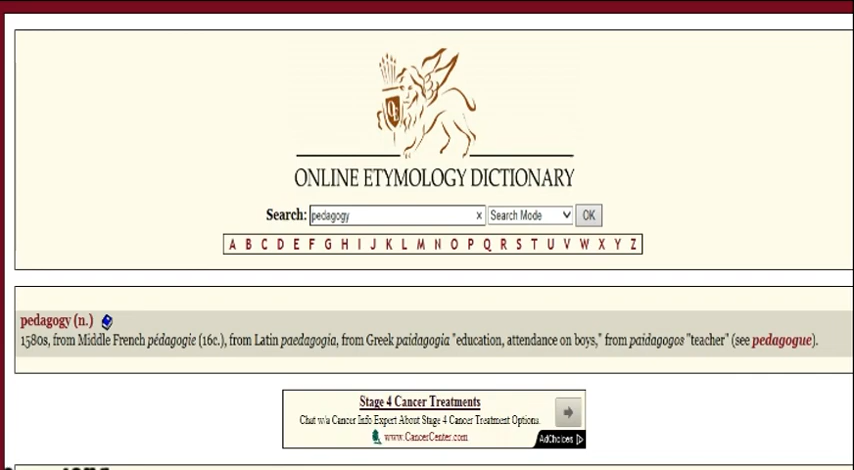 OE
ONLINE ETYMOLOGY DICTIONARY
Search: pedagogy x Search Mode OK
A B C D E F G H I J K L M N O P Q R S T U V W X Y Z
pedagogy (n.)
1580s, from Middle French pédagogie (16c.), from Latin paedagogia, from Greek paidagogia "education, attendance on boys," from paidagogos "teacher" (see pedagogue).
Stage 4 Cancer Treatments
Chat w/a Cancer Info Expert About Stage 4 Cancer Treatment Options.
www.CancerCenter.com
AdChoices